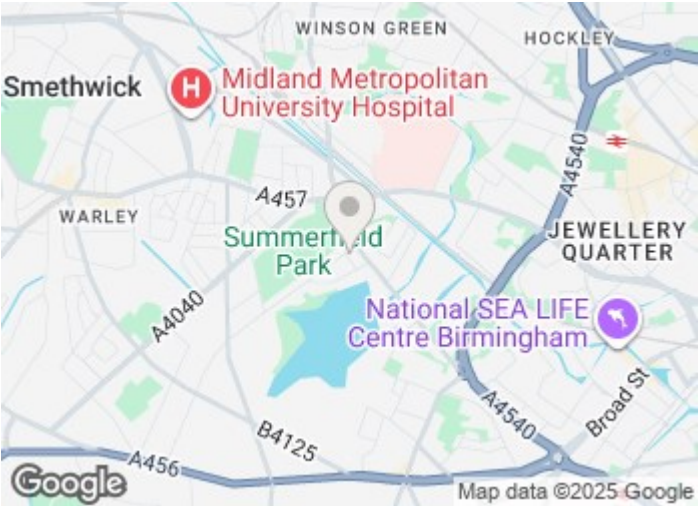 WINSON GREEN
HOCKLEY
Smethwick
H
Midland Metropolitan
University Hospital
A4540
A457
WARLEY
Summerfield
Park
JEWELLERY
QUARTER
A4040
National SEA LIFE
Centre Birmingham
Broad St
A4540
B4125
A456
Google
Map data ©2025 Google